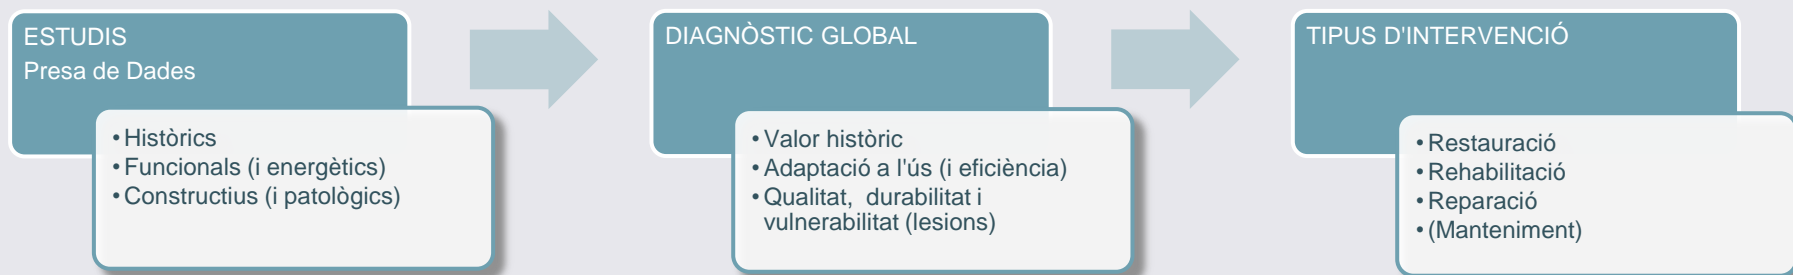 ESTUDIS
Presa de Dades
• Històrics
• Funcionals (i energètics)
• Constructius (i patològics)
DIAGNÒSTIC GLOBAL
• Valor històric
• Adaptació a l'ús (i eficiència)
• Qualitat, durabilitat i
vulnerabilitat (lesions)
TIPUS D'INTERVENCIÓ
• Restauració
• Rehabilitació
• Reparació
• (Manteniment)